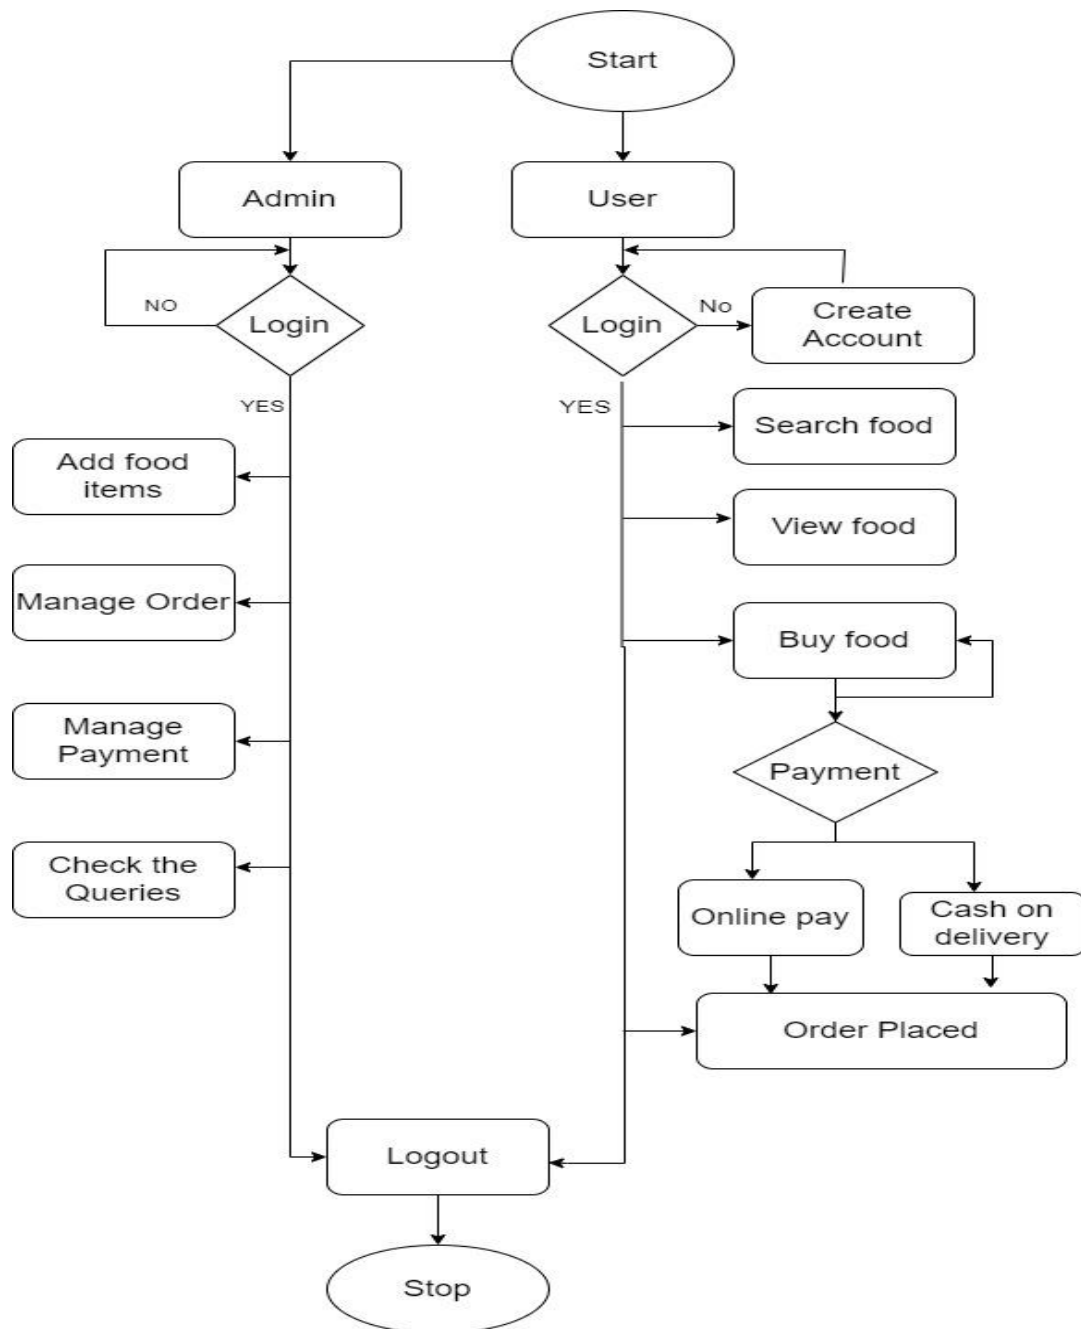 Start
Admin
User
NO
Login
Login
No
Create
Account
YES
YES
Search food
Add food
items
View food
Manage Order
Buy food
Manage
Payment
Payment
Check the
Queries
Online pay
Cash on
delivery
Order Placed
Logout
Stop